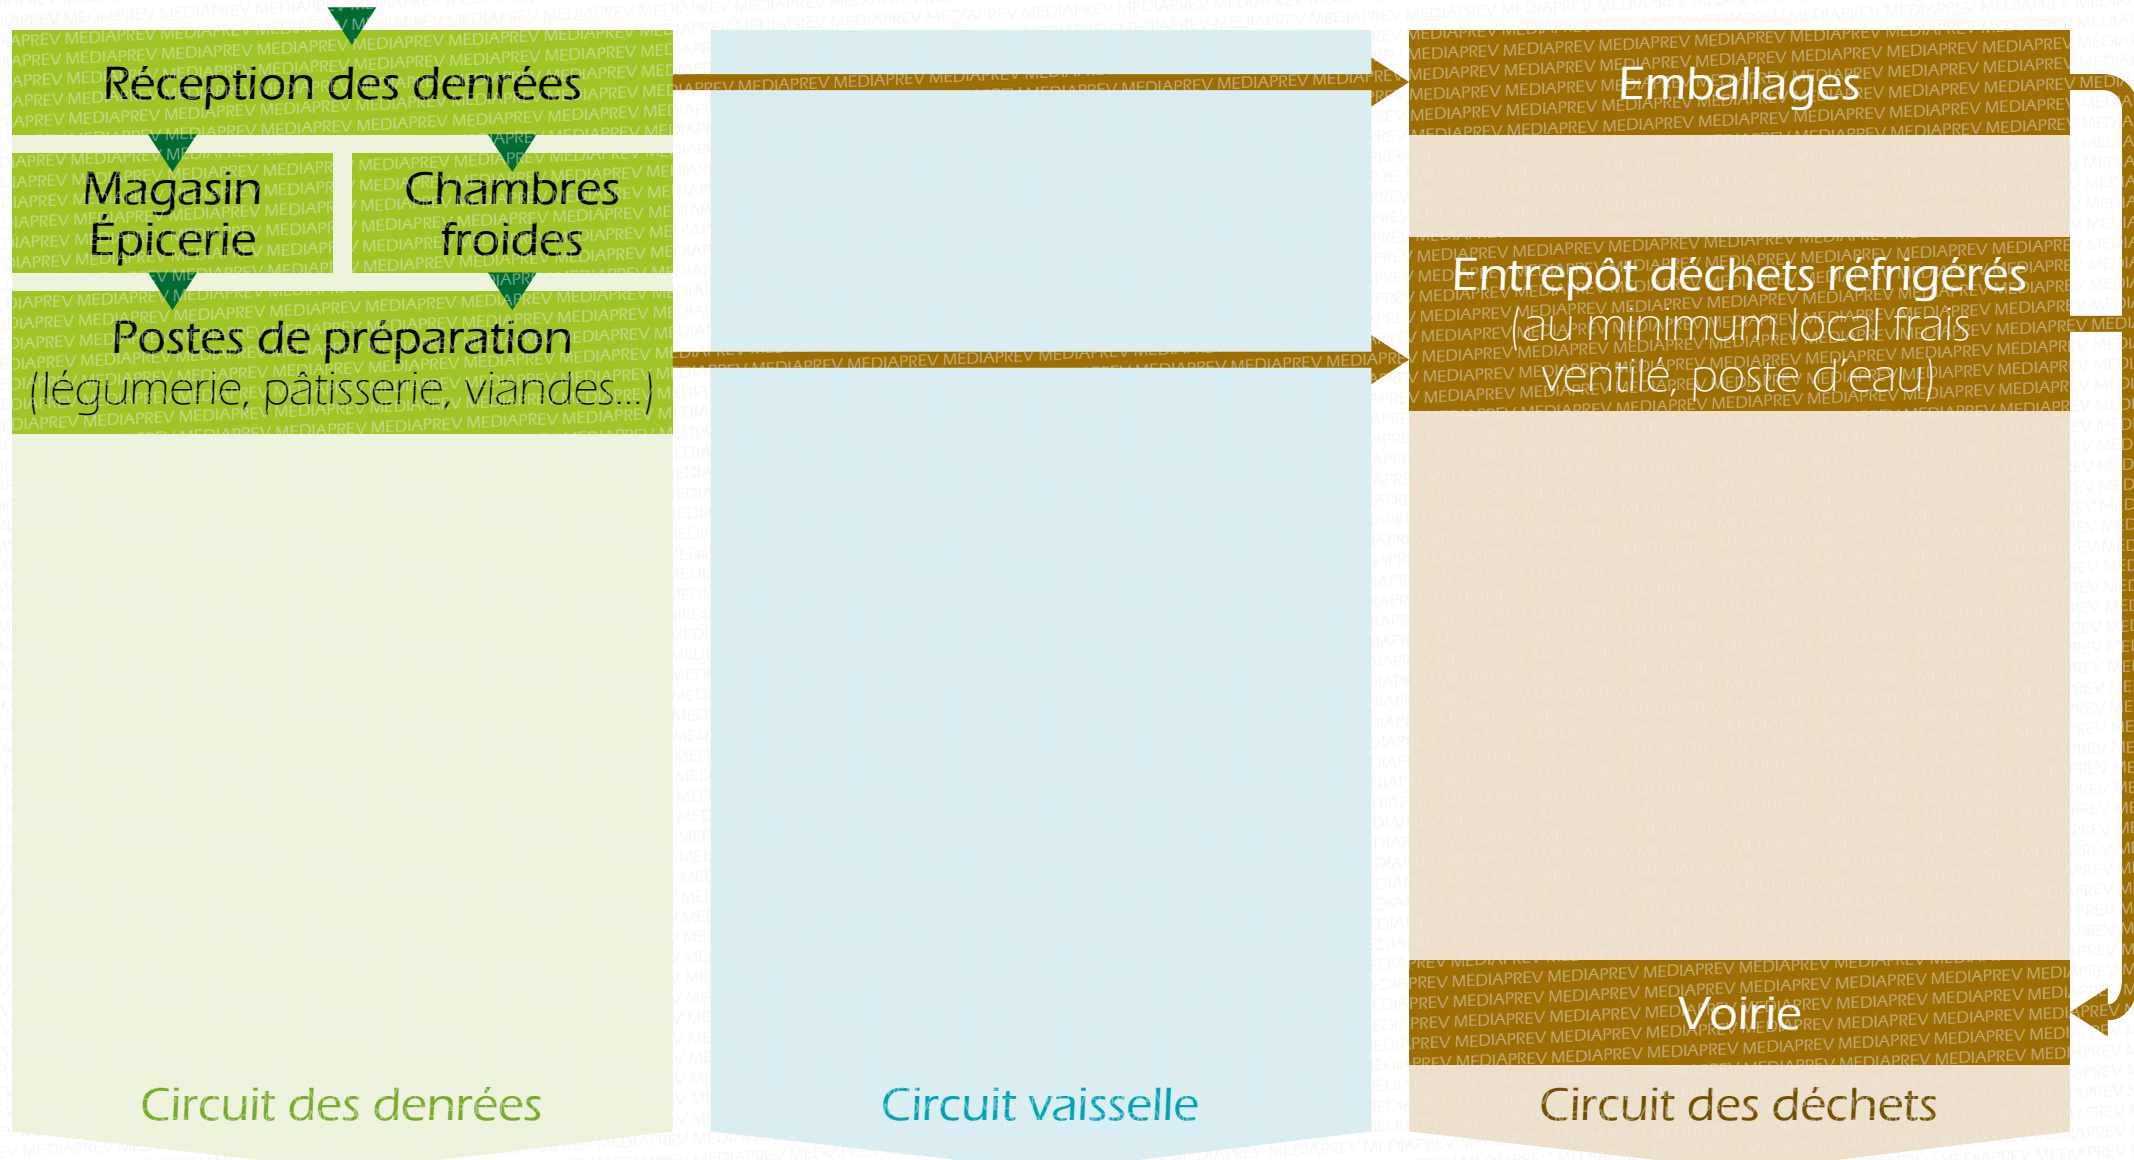 Réception des denrées
Emballages
Magasin
Épicerie
Chambres
froides
Entrepôt déchets réfrigérés
(au minimum local frais
ventilé, poste d'eau)
Postes de préparation
(légumerie, pâtisserie, viandes...)
Voirie
Circuit des denrées
Circuit vaisselle
Circuit des déchets
MEDIAPREV